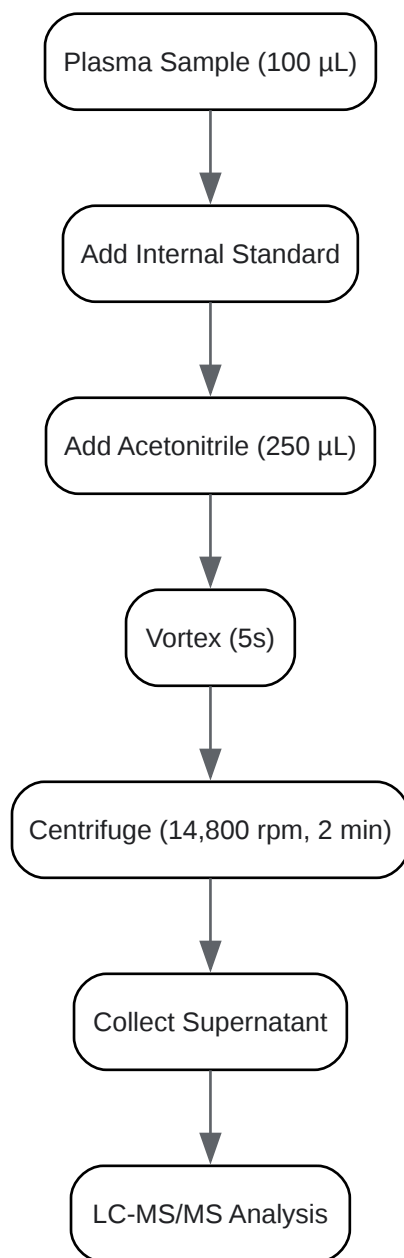 Plasma Sample (100 µL)
Add Internal Standard
Add Acetonitrile (250 µL)
Vortex (5s)
Centrifuge (14,800 rpm, 2 min)
Collect Supernatant
LC-MS/MS Analysis